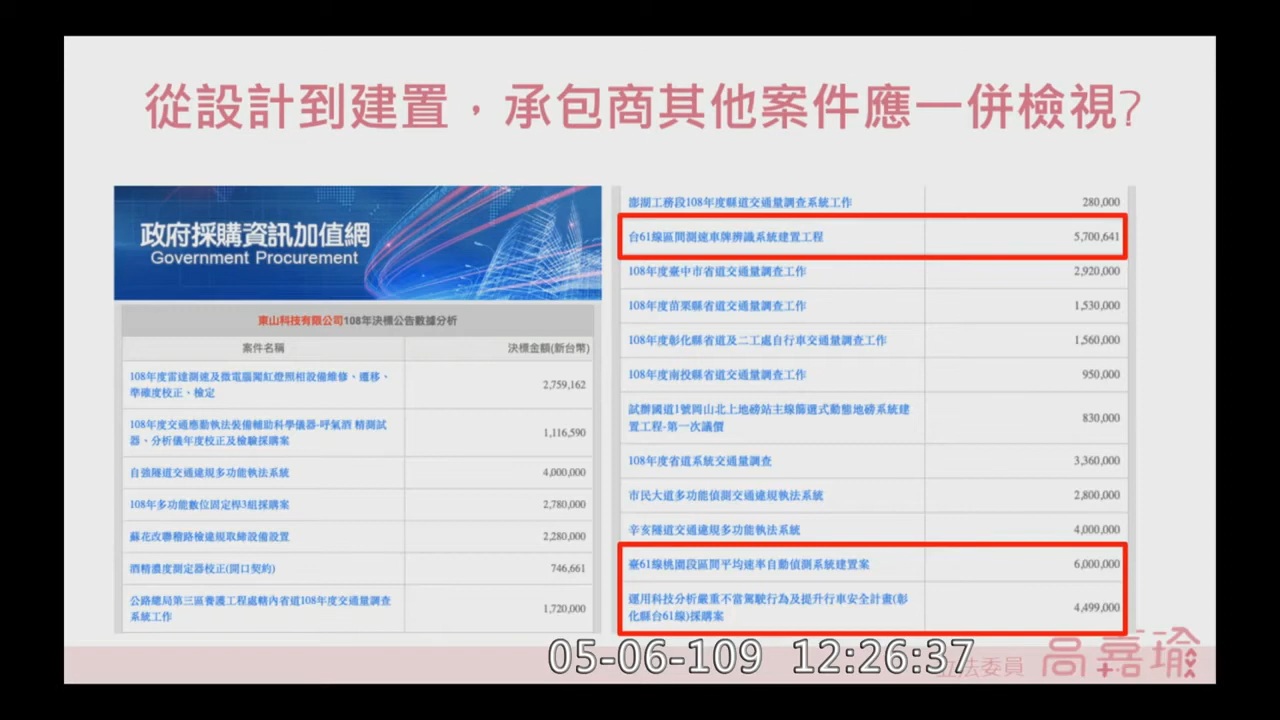 從設計到建置，承包商其他案件應一併檢視?
政府採購資訊加值網
Government Procurement
東山科技有限公司108年決標公告數據分析
案件名稱 決標金額(新台幣)
108年度雷達測速及微電腦闖紅燈照相設備維修、遷移、
準確度校正、檢定 2,759,162
108年度交通應勤執法裝備輔助科學儀器-呼氣酒 精測試
器、分析儀年度校正及檢驗採購案 1,116,590
自強隧道交通違規多功能執法系統 4,000,000
108年多功能數位固定桿3組採購案 2,780,000
蘇花改聯稽路檢違規取締設備設置 2,280,000
酒精濃度測定器校正(開口契約) 746,661
公路總局第三區養護工程處轄內省道108年度交通量調查
系統工作 1,720,000
澎湖工務段108年度縣道交通量調查系統工作 280,000
台61線區間測速車牌辨識系統建置工程 5,700,641
108年度臺中市省道交通量調查工作 2,920,000
108年度苗栗縣省道交通量調查工作 1,530,000
108年度彰化縣省道及二工處自行車交通量調查工作 1,560,000
108年度南投縣省道交通量調查工作 950,000
試辦國道1號岡山北上地磅站主線篩選式動態地磅系統建
置工程-第一次議價 830,000
108年度省道系統交通量調查 3,360,000
市民大道多功能偵測交通違規執法系統 2,800,000
辛亥隧道交通違規多功能執法系統 4,000,000
臺61線桃園段區間平均速率自動偵測系統建置案 6,000,000
運用科技分析嚴重不當駕駛行為及提升行車安全計畫(彰
化縣台61線)採購案 4,499,000
05-06-109 12:26:37
立法委員 高嘉瑜